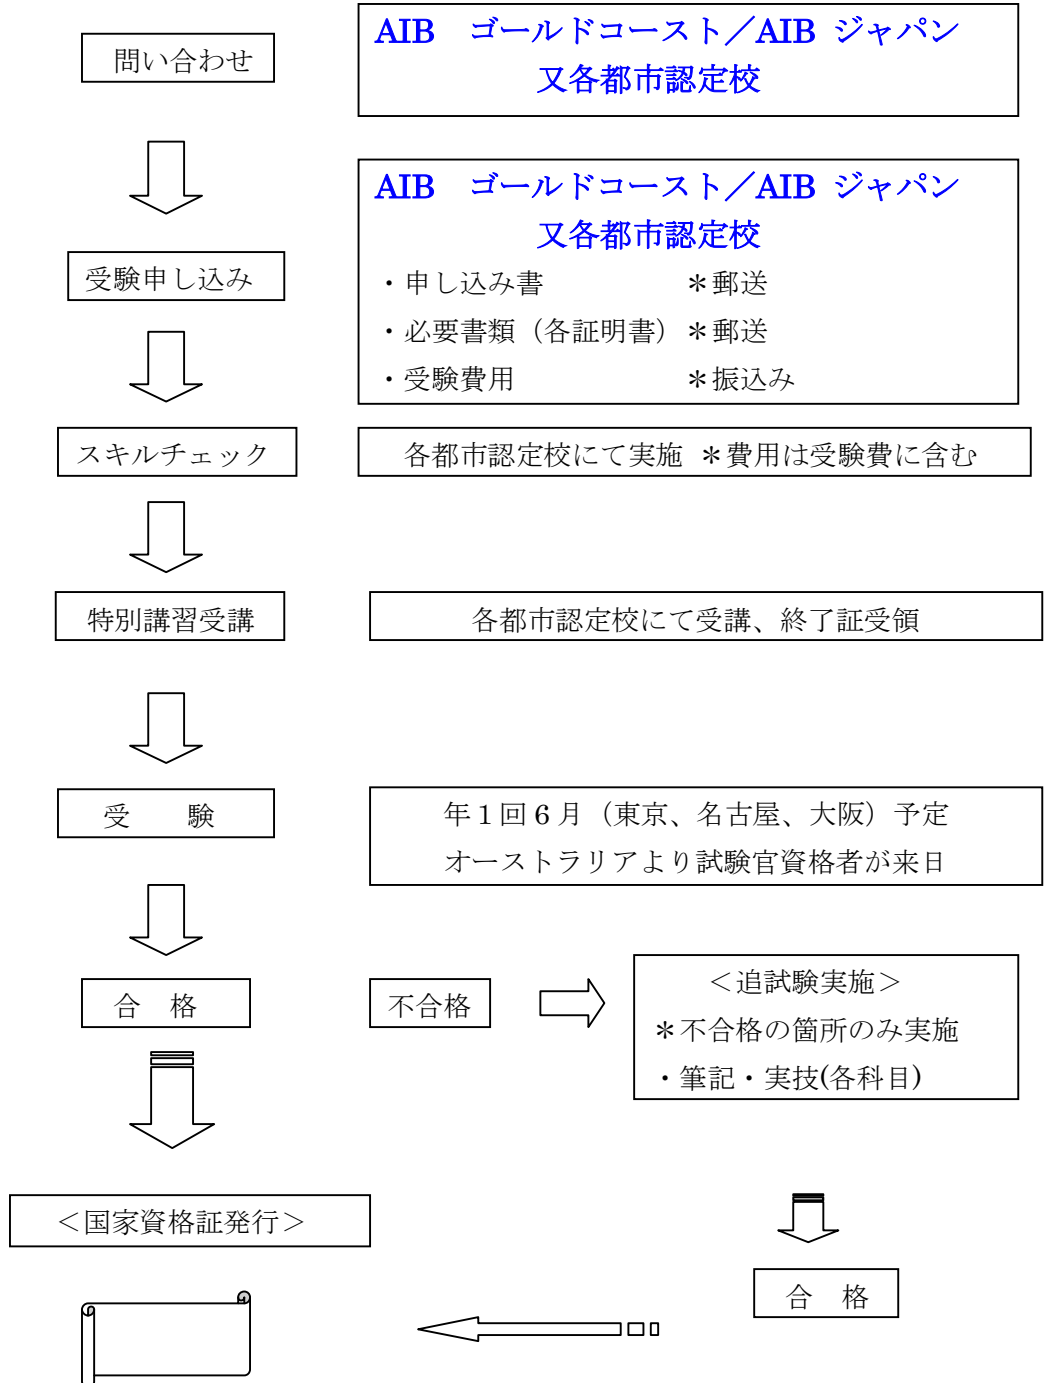 問い合わせ
AIB　ゴールドコースト／AIB ジャパン
又各都市認定校
AIB　ゴールドコースト／AIB ジャパン
又各都市認定校
・申し込み書　＊郵送
・必要書類（各証明書）＊郵送
・受験費用　＊振込み
受験申し込み
スキルチェック
各都市認定校にて実施 ＊費用は受験費に含む
特別講習受講
各都市認定校にて受講、終了証受領
受　験
年１回６月（東京、名古屋、大阪）予定
オーストラリアより試験官資格者が来日
合　格
不合格
＜追試験実施＞
＊不合格の箇所のみ実施
・筆記・実技(各科目)
＜国家資格証発行＞
合　格